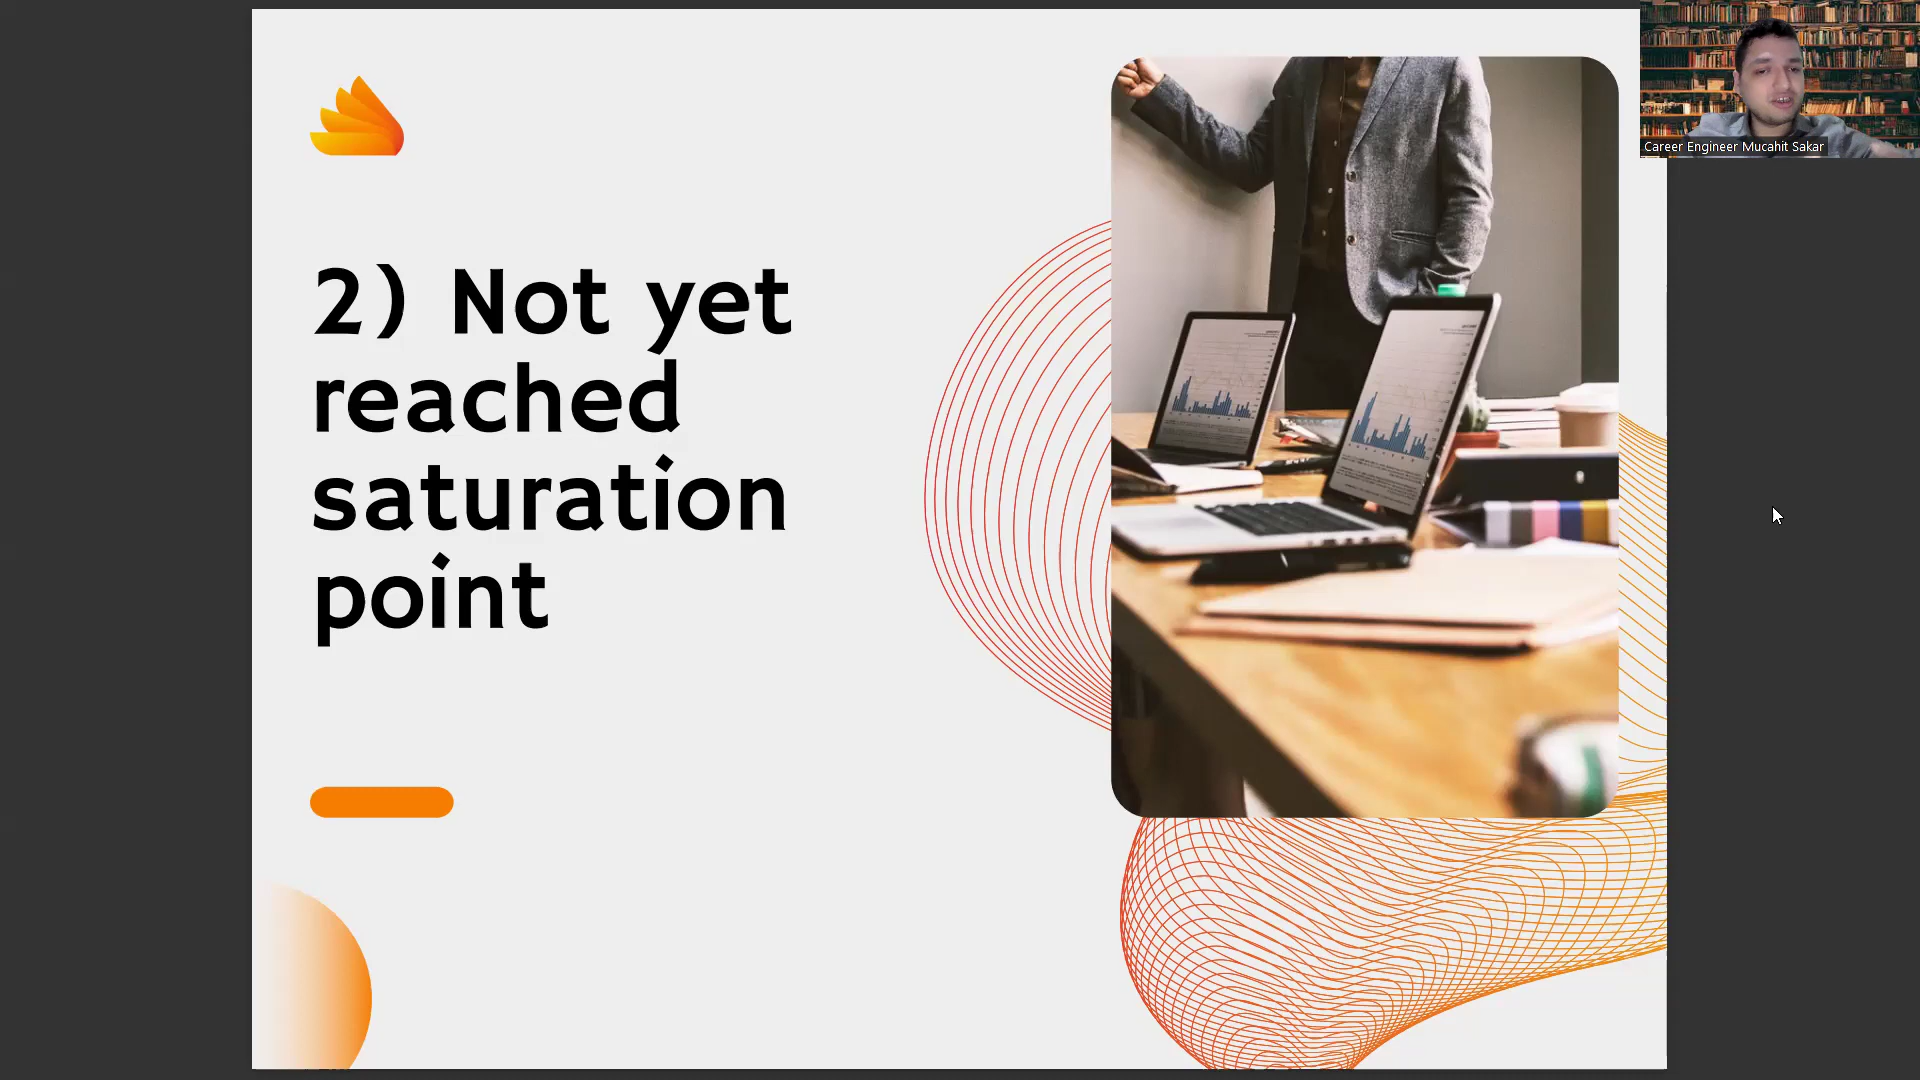 2) Not yet
reached
saturation
point
Career Engineer Mucahit Sakar